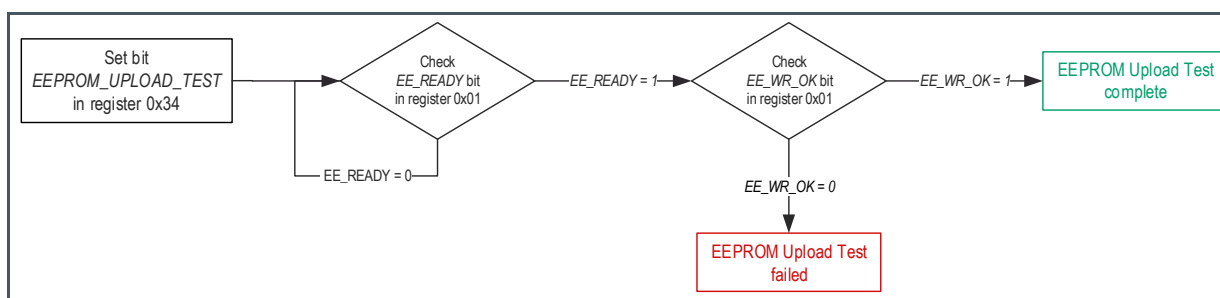 Set bit
EEPROM_UPLOAD_TEST
in register 0x34
Check
EE_READY bit
in register 0x01
EE_READY = 1
EE_READY = 0
Check
EE_WR_OK bit
in register 0x01
EE_WR_OK = 1
EEPROM Upload Test
complete
EE_WR_OK = 0
EEPROM Upload Test
failed